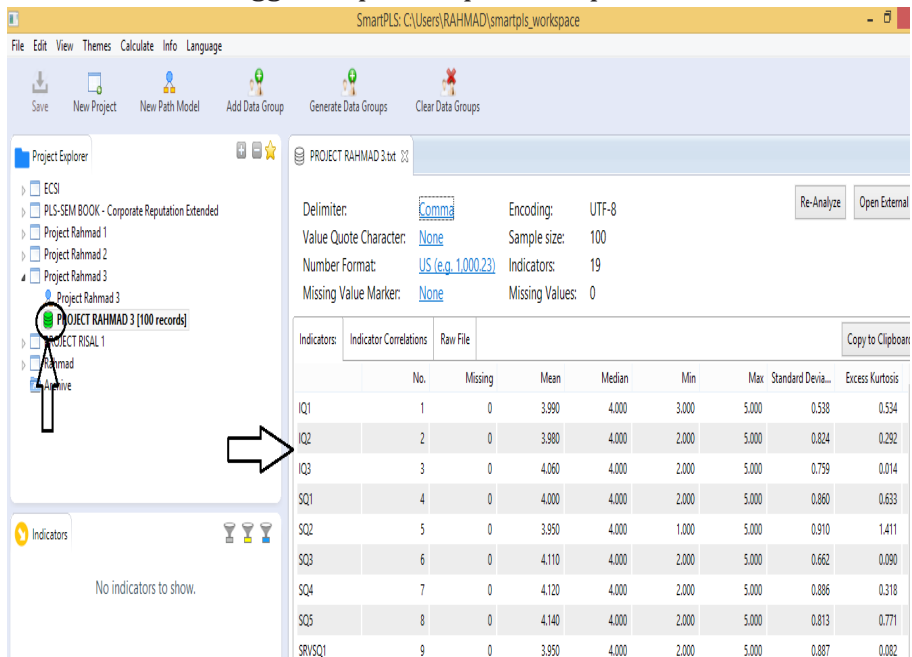 SmartPLS: C:\Users\RAHMAD\smartpls_workspace
File Edit View Themes Calculate Info Language
Save New Project New Path Model Add Data Group Generate Data Groups Clear Data Groups
Project Explorer
ECSI
PLS-SEM BOOK - Corporate Reputation Extended
Project Rahmad 1
Project Rahmad 2
Project Rahmad 3
Project Rahmad 3
PROJECT RAHMAD 3 [100 records]
PROJECT RISAL 1
Rahmad
Archive
Indicators
No indicators to show.
PROJECT RAHMAD 3.txt
Re-Analyze Open External
Delimiter: Comma Encoding: UTF-8
Value Quote Character: None Sample size: 100
Number Format: US (e.g. 1,000.23) Indicators: 19
Missing Value Marker: None Missing Values: 0
Indicators: Indicator Correlations Raw File Copy to Clipboard
No. Missing Mean Median Min Max Standard Devia... Excess Kurtosis
IQ1 1 0 3.990 4.000 3.000 5.000 0.538 0.534
IQ2 2 0 3.980 4.000 2.000 5.000 0.824 0.292
IQ3 3 0 4.060 4.000 2.000 5.000 0.759 0.014
SQ1 4 0 4.000 4.000 2.000 5.000 0.860 0.633
SQ2 5 0 3.950 4.000 1.000 5.000 0.910 1.411
SQ3 6 0 4.110 4.000 2.000 5.000 0.662 0.090
SQ4 7 0 4.120 4.000 2.000 5.000 0.886 0.318
SQ5 8 0 4.140 4.000 2.000 5.000 0.813 0.771
SRVSQ1 9 0 3.950 4.000 2.000 5.000 0.887 0.082